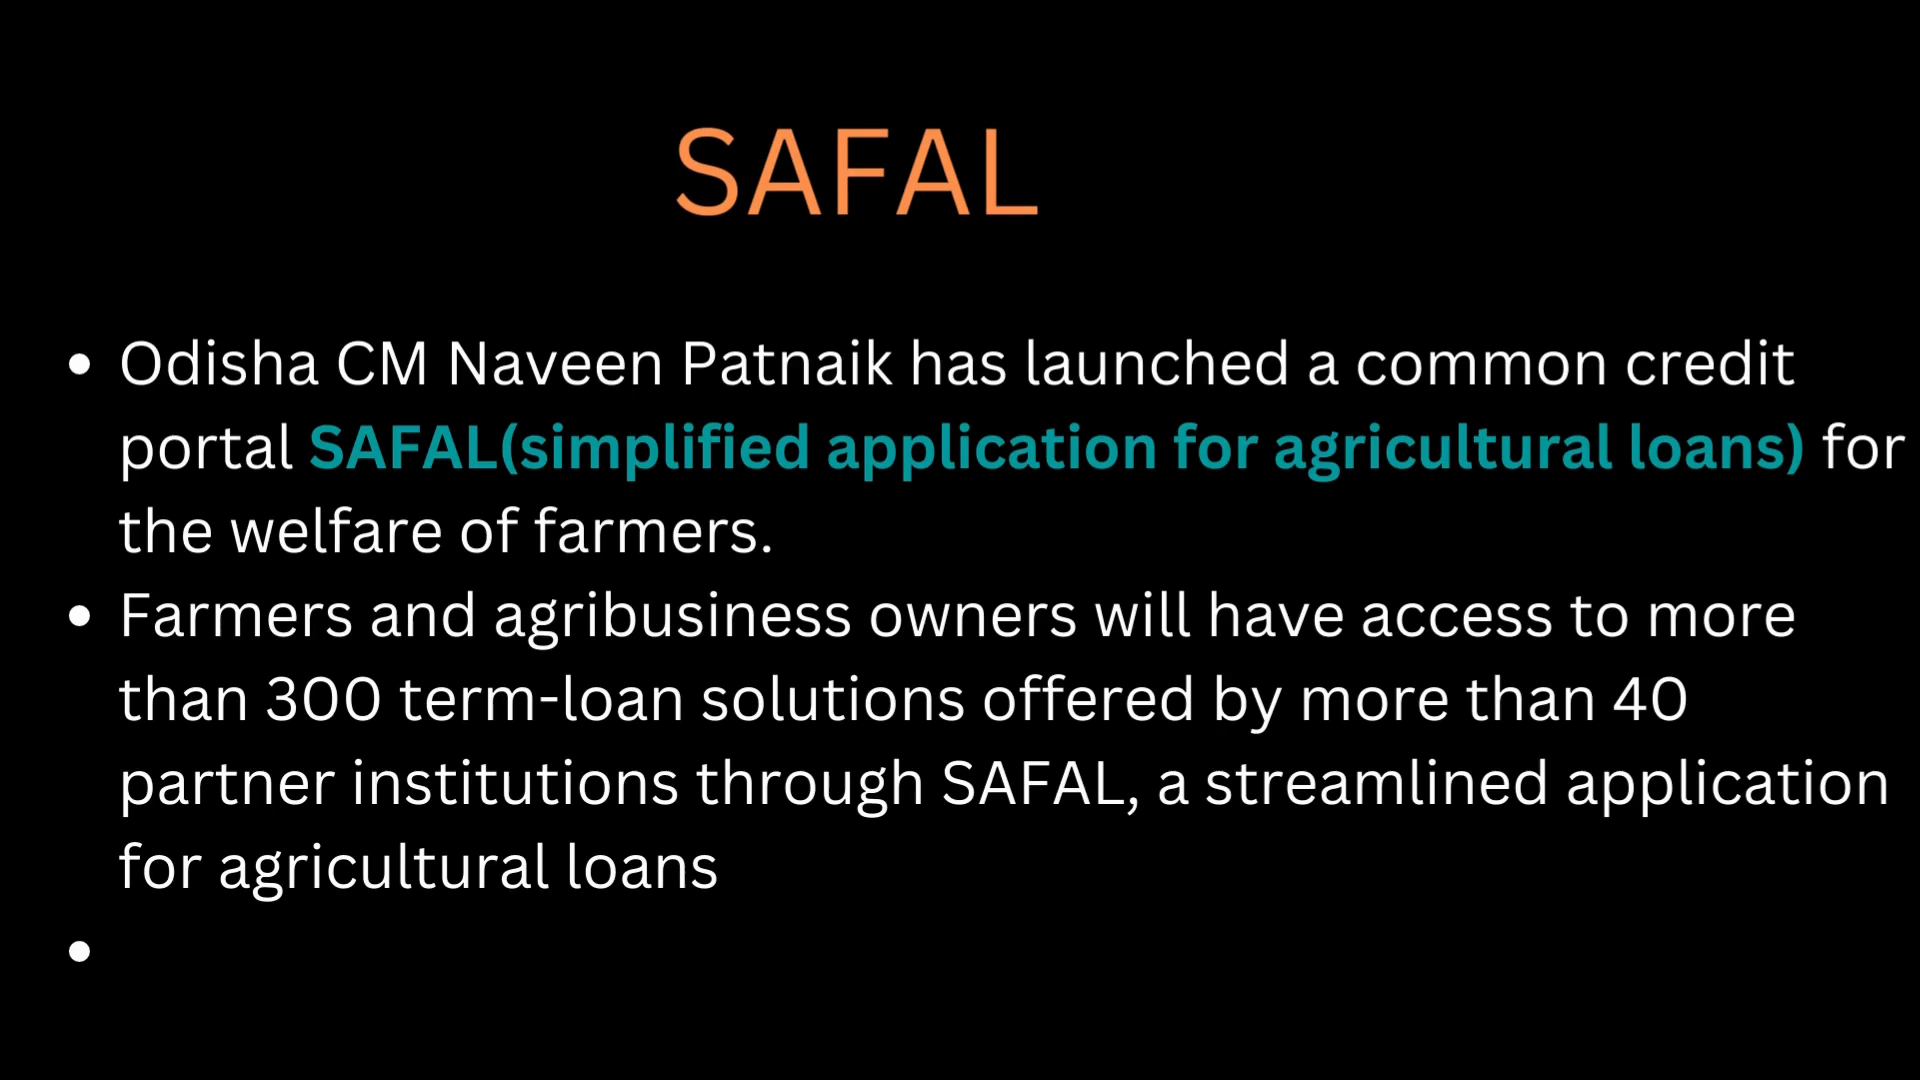 SAFAL
• Odisha CM Naveen Patnaik has launched a common credit
portal SAFAL(simplified application for agricultural loans) for
the welfare of farmers.
• Farmers and agribusiness owners will have access to more
than 300 term-loan solutions offered by more than 40
partner institutions through SAFAL, a streamlined application
for agricultural loans
•